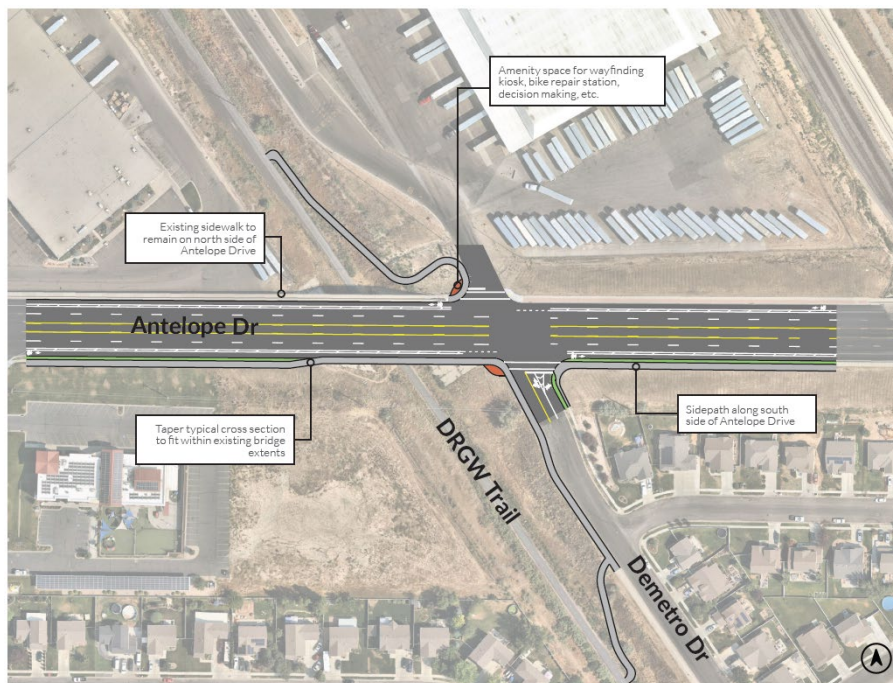 Amenity space for wayfinding
kiosk, bike repair station,
decision making, etc.
Existing sidewalk to
remain on north side of
Antelope Drive
Antelope Dr
Taper typical cross section
to fit within existing bridge
extents
Sidepath along south
side of Antelope Drive
DRGW Trail
Demetro Dr